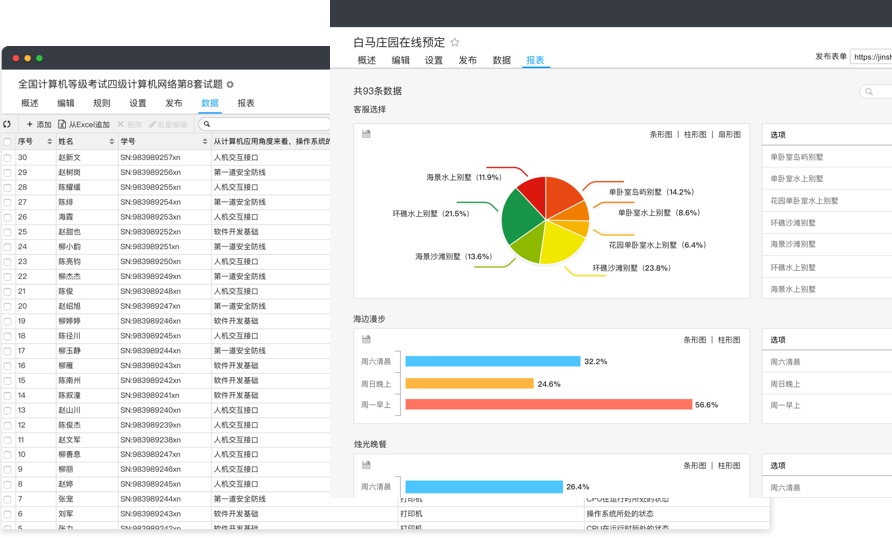 白马庄园在线预定
概述 编辑 设置 发布 数据 报表
发布表单 https://jinsh
共93条数据
客服选择
条形图 | 柱形图 | 扇形图
海景水上别墅（11.9%）
单卧室岛屿别墅（14.2%）
环礁水上别墅（21.5%）
单卧室水上别墅（8.6%）
花园单卧室水上别墅（6.4%）
海景沙滩别墅（13.6%）
环礁沙滩别墅（23.8%）
选项
单卧室岛屿别墅
单卧室水上别墅
花园单卧室水上别墅
环礁沙滩别墅
海景沙滩别墅
环礁水上别墅
海景水上别墅
海边漫步
条形图 | 柱形图
周六清晨 32.2%
周日晚上 24.6%
周一早上 56.6%
选项
周六清晨
周日晚上
周一早上
烛光晚餐
条形图 | 柱形图
周六清晨 26.4%
选项
周六清晨
全国计算机等级考试四级计算机网络第8套试题
概述 编辑 规则 设置 发布 数据 报表
+ 添加 从Excel追加 删除 批量编辑
序号 姓名 学号 从计算机应用角度来看，操作系统的
30 赵新文 SN:983989257xn 人机交互接口
29 赵树岗 SN:983989256xn 第一道安全防线
28 陈耀缓 SN:983989255xn 人机交互接口
27 陈绯 SN:983989254xn 第一道安全防线
26 海霞 SN:983989253xn 人机交互接口
25 赵甜也 SN:983989252xn 软件开发基础
24 柳小韵 SN:983989251xn 第一道安全防线
23 陈亮钧 SN:983989250xn 人机交互接口
22 柳杰杰 SN:983989249xn 第一道安全防线
21 陈俊 SN:983989248xn 人机交互接口
20 赵绍旭 SN:983989247xn 第一道安全防线
19 柳婷婷 SN:983989246xn 软件开发基础
18 陈径川 SN:983989245xn 人机交互接口
17 柳玉静 SN:983989244xn 第一道安全防线
16 柳雁 SN:983989243xn 软件开发基础
15 陈南州 SN:983989242xn 软件开发基础
14 陈叙潼 SN:983989241xn 软件开发基础
13 赵山川 SN:983989240xn 人机交互接口
12 陈俊杰 SN:983989239xn 人机交互接口
11 赵文军 SN:983989238xn 人机交互接口
10 柳善息 SN:983989247xn 人机交互接口
9 柳丽 SN:983989246xn 人机交互接口
8 赵婷 SN:983989245xn 人机交互接口
7 张宠 SN:983989244xn 第一道安全防线 打印机 CPU在运行时所处的状态
6 刘军 SN:983989243xn 软件开发基础 打印机 操作系统所处的状态
5 张力 SN:983989242xn 软件开发基础 打印机 CPU在运行时所处的状态